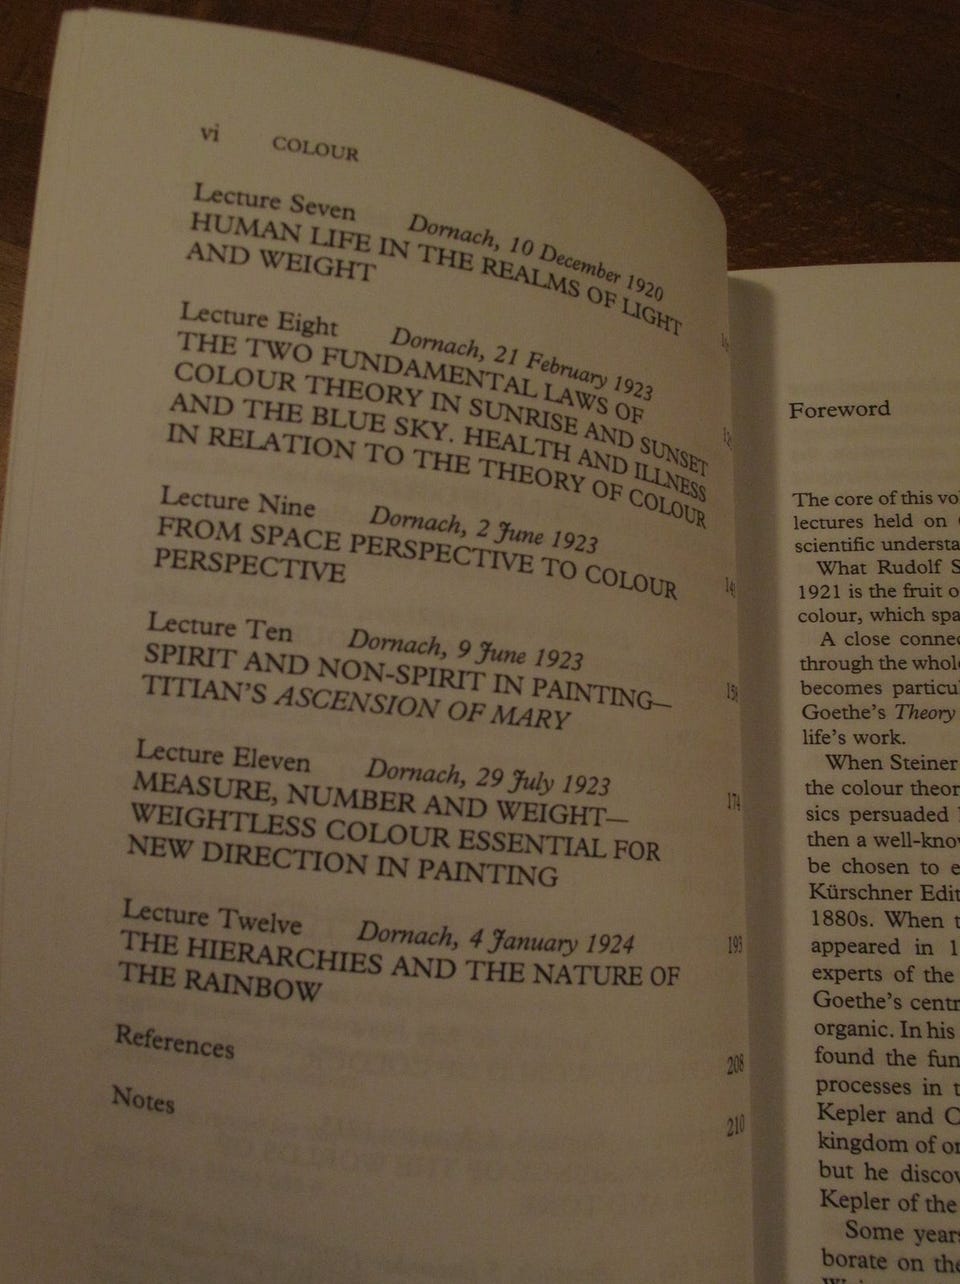 vi COLOUR
Lecture Seven Dornach, 10 December 1920
HUMAN LIFE IN THE REALMS OF LIGHT
AND WEIGHT
Lecture Eight Dornach, 21 February 1923
THE TWO FUNDAMENTAL LAWS OF
COLOUR THEORY IN SUNRISE AND SUNSET
AND THE BLUE SKY. HEALTH AND ILLNESS
IN RELATION TO THE THEORY OF COLOUR
Lecture Nine Dornach, 2 June 1923
FROM SPACE PERSPECTIVE TO COLOUR
PERSPECTIVE
Lecture Ten Dornach, 9 June 1923
SPIRIT AND NON-SPIRIT IN PAINTING—
TITIAN'S ASCENSION OF MARY
Lecture Eleven Dornach, 29 July 1923
MEASURE, NUMBER AND WEIGHT— 174
WEIGHTLESS COLOUR ESSENTIAL FOR
NEW DIRECTION IN PAINTING
Lecture Twelve Dornach, 4 January 1924
THE HIERARCHIES AND THE NATURE OF 193
THE RAINBOW
References 208
Notes 210
Foreword
The core of this vo
lectures held on
scientific understa
What Rudolf S
1921 is the fruit o
colour, which spa
A close connec
through the whole
becomes particul
Goethe's Theory
life's work.
When Steiner
the colour theor
sics persuaded
then a well-know
be chosen to e
Kürschner Edit
1880s. When t
appeared in 1
experts of the
Goethe's centr
organic. In his
found the fun
processes in t
Kepler and C
kingdom of or
but he discov
Kepler of the
Some years
borate on the